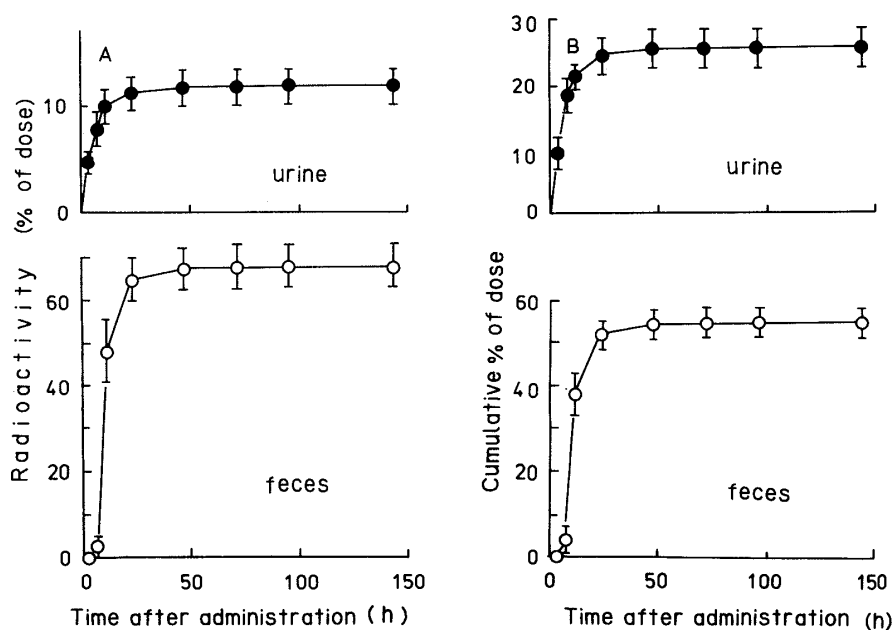 A
10
0
urine
60
40
20
0
feces
0
50
100
150
Time after administration (h)
Radioactivity (% of dose)
B
30
20
10
0
urine
60
40
20
0
feces
0
50
100
150
Time after administration (h)
Cumulative % of dose